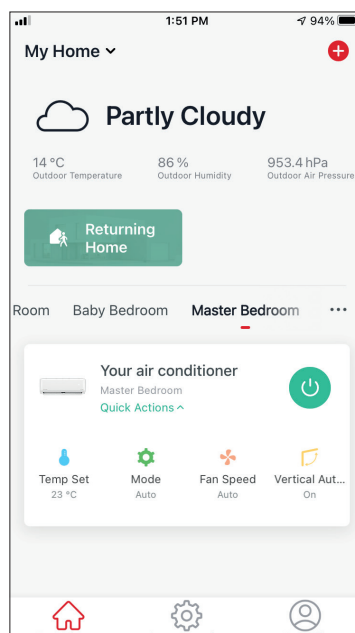 1:51 PM
94%
My Home
Partly Cloudy
14 °C
86 %
953.4 hPa
Outdoor Temperature
Outdoor Humidity
Outdoor Air Pressure
Returning
Home
Room
Baby Bedroom
Master Bedroom
Your air conditioner
Master Bedroom
Quick Actions
Temp Set
Mode
Fan Speed
Vertical Aut...
23 °C
Auto
Auto
On